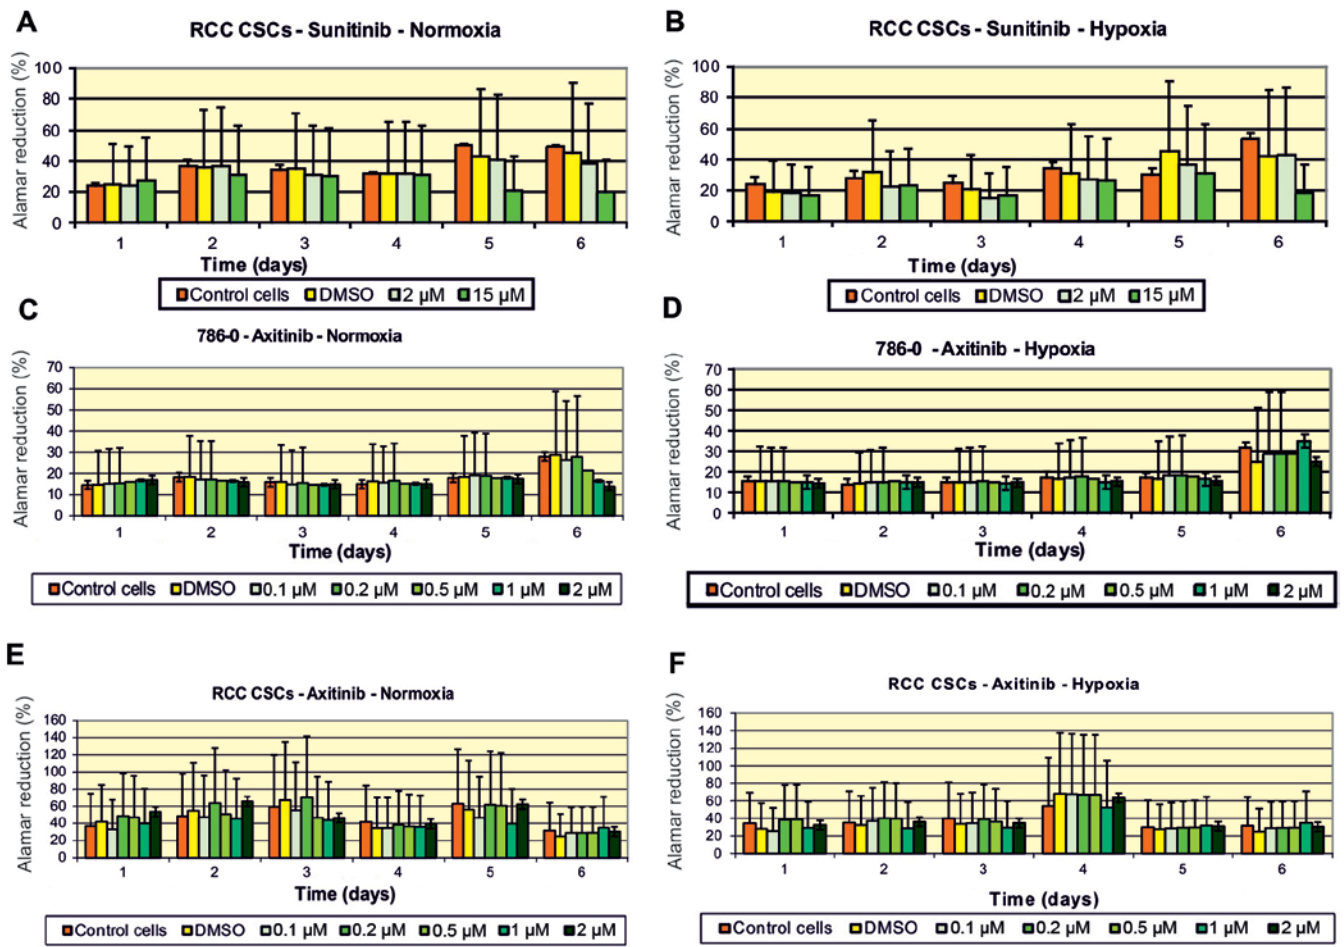 A
RCC CSCs - Sunitinib - Normoxia
Alamar reduction (%)
100
80
60
40
20
0
1 2 3 4 5 6
Time (days)
Control cells DMSO 2 µM 15 µM
B
RCC CSCs - Sunitinib - Hypoxia
Alamar reduction (%)
100
80
60
40
20
0
1 2 3 4 5 6
Time (days)
Control cells DMSO 2 µM 15 µM
C
786-0 - Axitinib - Normoxia
Alamar reduction (%)
70
60
50
40
30
20
10
0
1 2 3 4 5 6
Time (days)
Control cells DMSO 0.1 µM 0.2 µM 0.5 µM 1 µM 2 µM
D
786-0 - Axitinib - Hypoxia
Alamar reduction (%)
70
60
50
40
30
20
10
0
1 2 3 4 5 6
Time (days)
Control cells DMSO 0.1 µM 0.2 µM 0.5 µM 1 µM 2 µM
E
RCC CSCs - Axitinib - Normoxia
Alamar reduction (%)
160
140
120
100
80
60
40
20
0
1 2 3 4 5 6
Time (days)
Control cells DMSO 0.1 µM 0.2 µM 0.5 µM 1 µM 2 µM
F
RCC CSCs - Axitinib - Hypoxia
Alamar reduction (%)
160
140
120
100
80
60
40
20
0
1 2 3 4 5 6
Time (days)
Control cells DMSO 0.1 µM 0.2 µM 0.5 µM 1 µM 2 µM